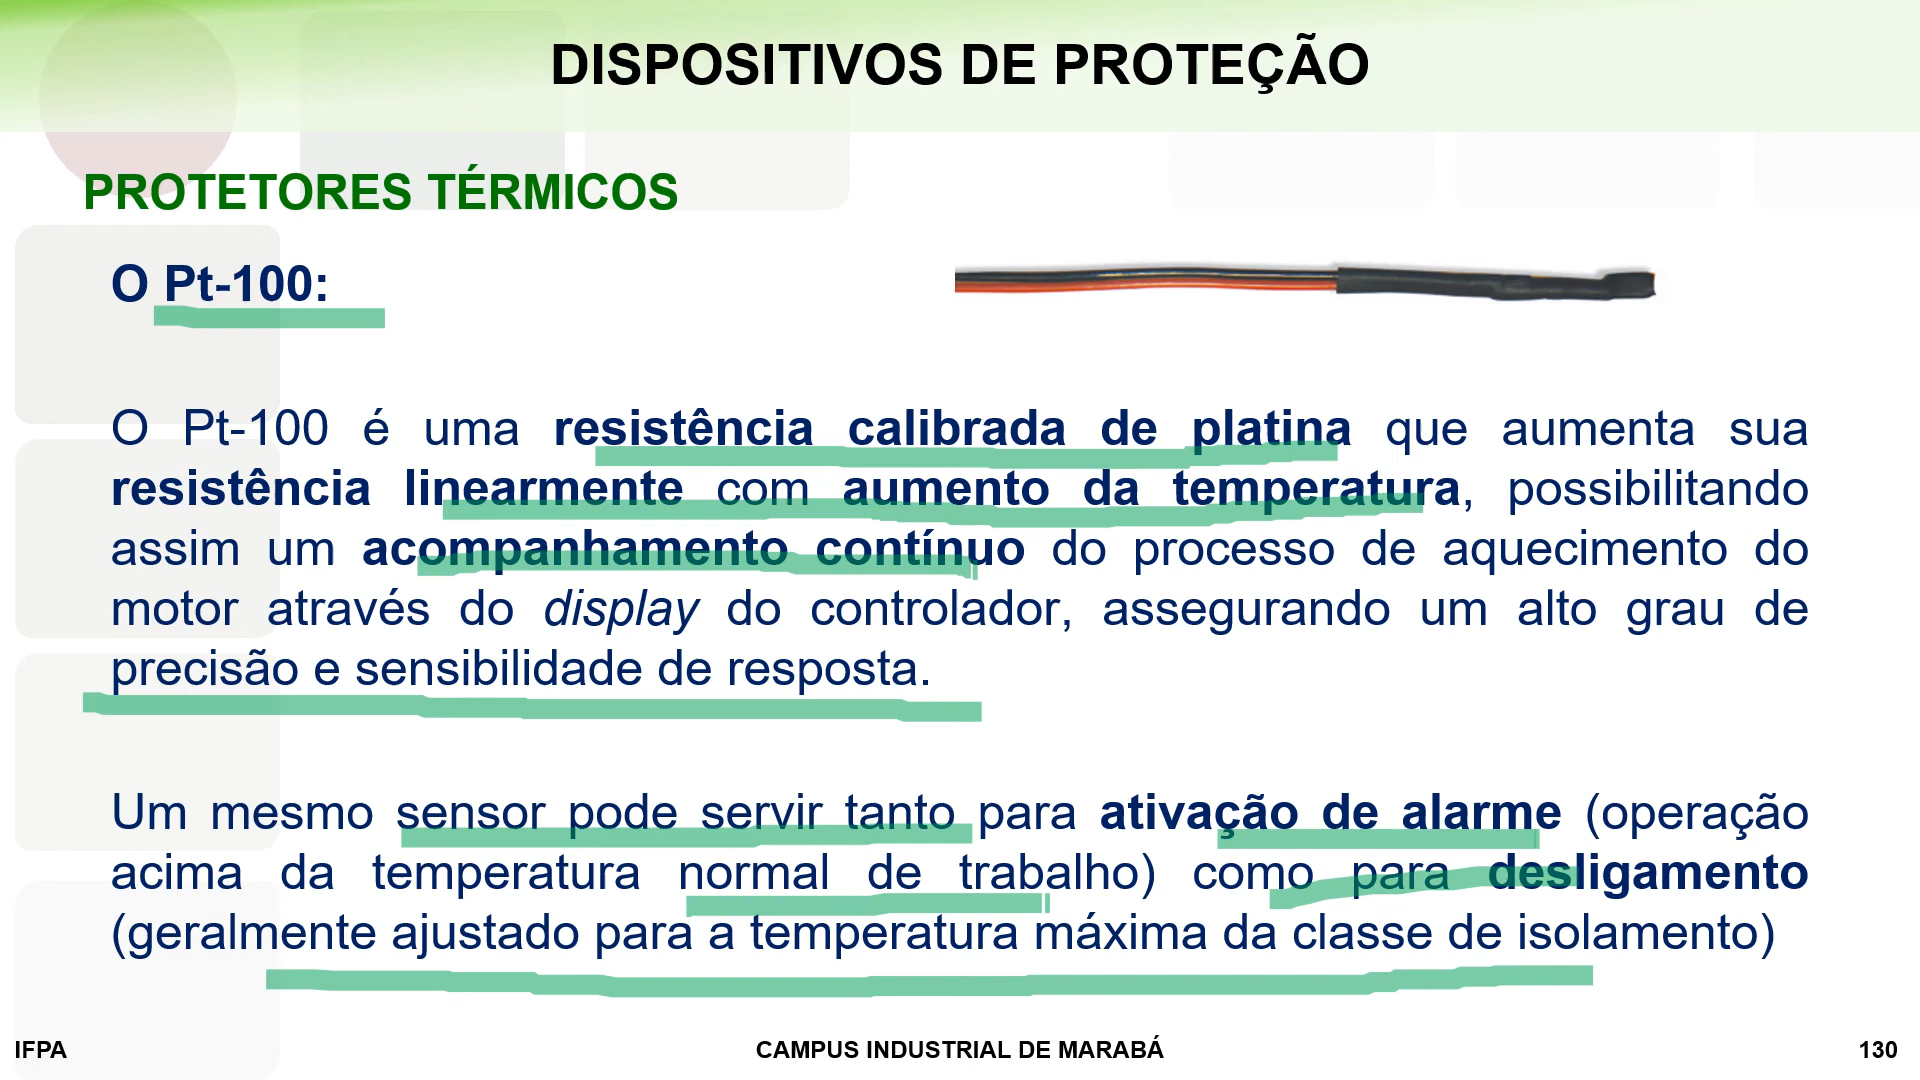 DISPOSITIVOS DE PROTEÇÃO
PROTETORES TÉRMICOS
O Pt-100:
O Pt-100 é uma resistência calibrada de platina que aumenta sua
resistência linearmente com aumento da temperatura, possibilitando
assim um acompanhamento contínuo do processo de aquecimento do
motor através do display do controlador, assegurando um alto grau de
precisão e sensibilidade de resposta.
Um mesmo sensor pode servir tanto para ativação de alarme (operação
acima da temperatura normal de trabalho) como para desligamento
(geralmente ajustado para a temperatura máxima da classe de isolamento)
IFPA
CAMPUS INDUSTRIAL DE MARABÁ
130